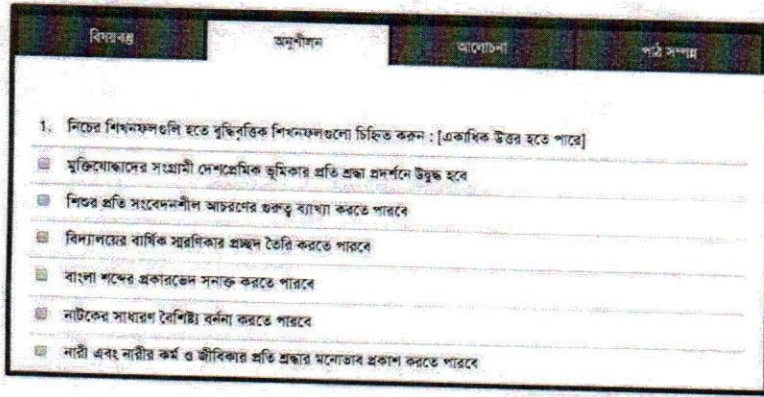 বিষয়বস্তু
অনুশীলন
আলোচনা
পাঠ সম্পন্ন
1. নিচের শিখনফলগুলি হতে বুদ্ধিবৃত্তিক শিখনফলগুলো চিহ্নিত করুন : [একাধিক উত্তর হতে পারে]
মুক্তিযোদ্ধাদের সংগ্রামী দেশপ্রেমিক ভূমিকার প্রতি শ্রদ্ধা প্রদর্শনে উদ্বুদ্ধ হবে
শিশুর প্রতি সংবেদনশীল আচরণের গুরুত্ব ব্যাখ্যা করতে পারবে
বিদ্যালয়ের বার্ষিক স্মরণিকার প্রচ্ছদ তৈরি করতে পারবে
বাংলা শব্দের প্রকারভেদ সনাক্ত করতে পারবে
নাটকের সাধারণ বৈশিষ্ট্য বর্ননা করতে পারবে
নারী এবং নারীর কর্ম ও জীবিকার প্রতি শ্রদ্ধার মনোভাব প্রকাশ করতে পারবে